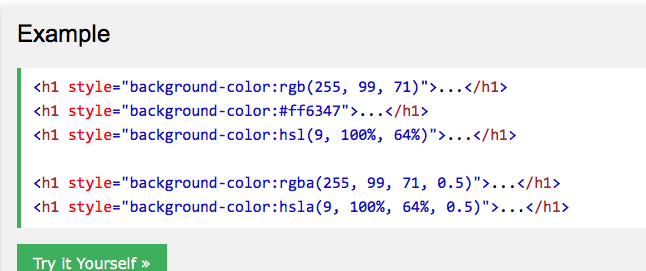 Example
<h1 style="background-color:rgb(255, 99, 71)">...</h1>
<h1 style="background-color:#ff6347">...</h1>
<h1 style="background-color:hsl(9, 100%, 64%)">...</h1>
<h1 style="background-color:rgba(255, 99, 71, 0.5)">...</h1>
<h1 style="background-color:hsla(9, 100%, 64%, 0.5)">...</h1>
Try it Yourself »